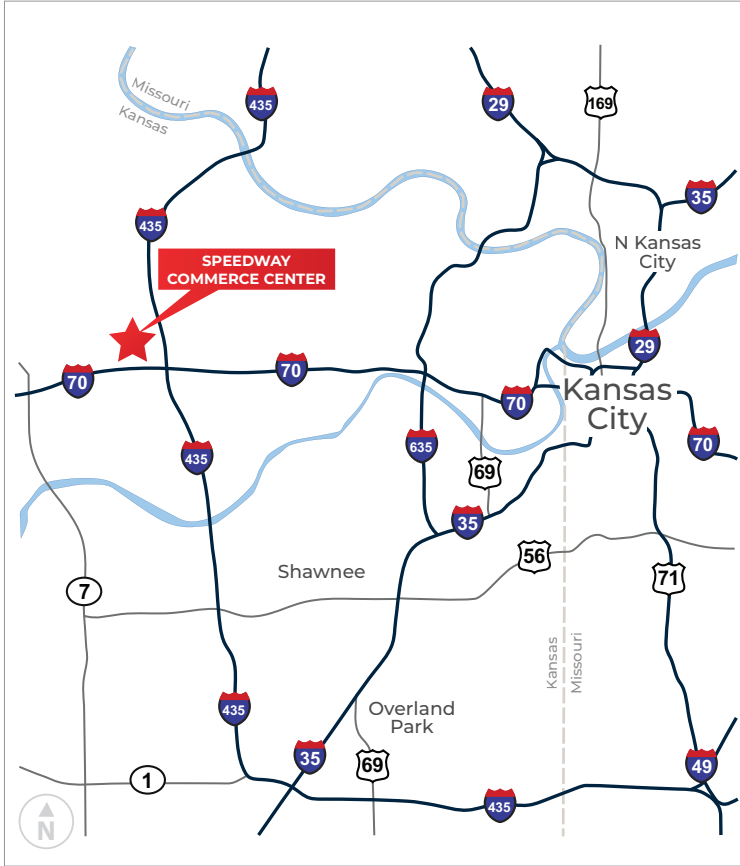 435
29
169
Missouri
Kansas
35
435
N Kansas
City
SPEEDWAY
COMMERCE CENTER
29
70
70
70
Kansas
City
635
70
435
69
35
56
Shawnee
7
71
Kansas
Missouri
435
Overland
Park
35
69
49
1
435
N